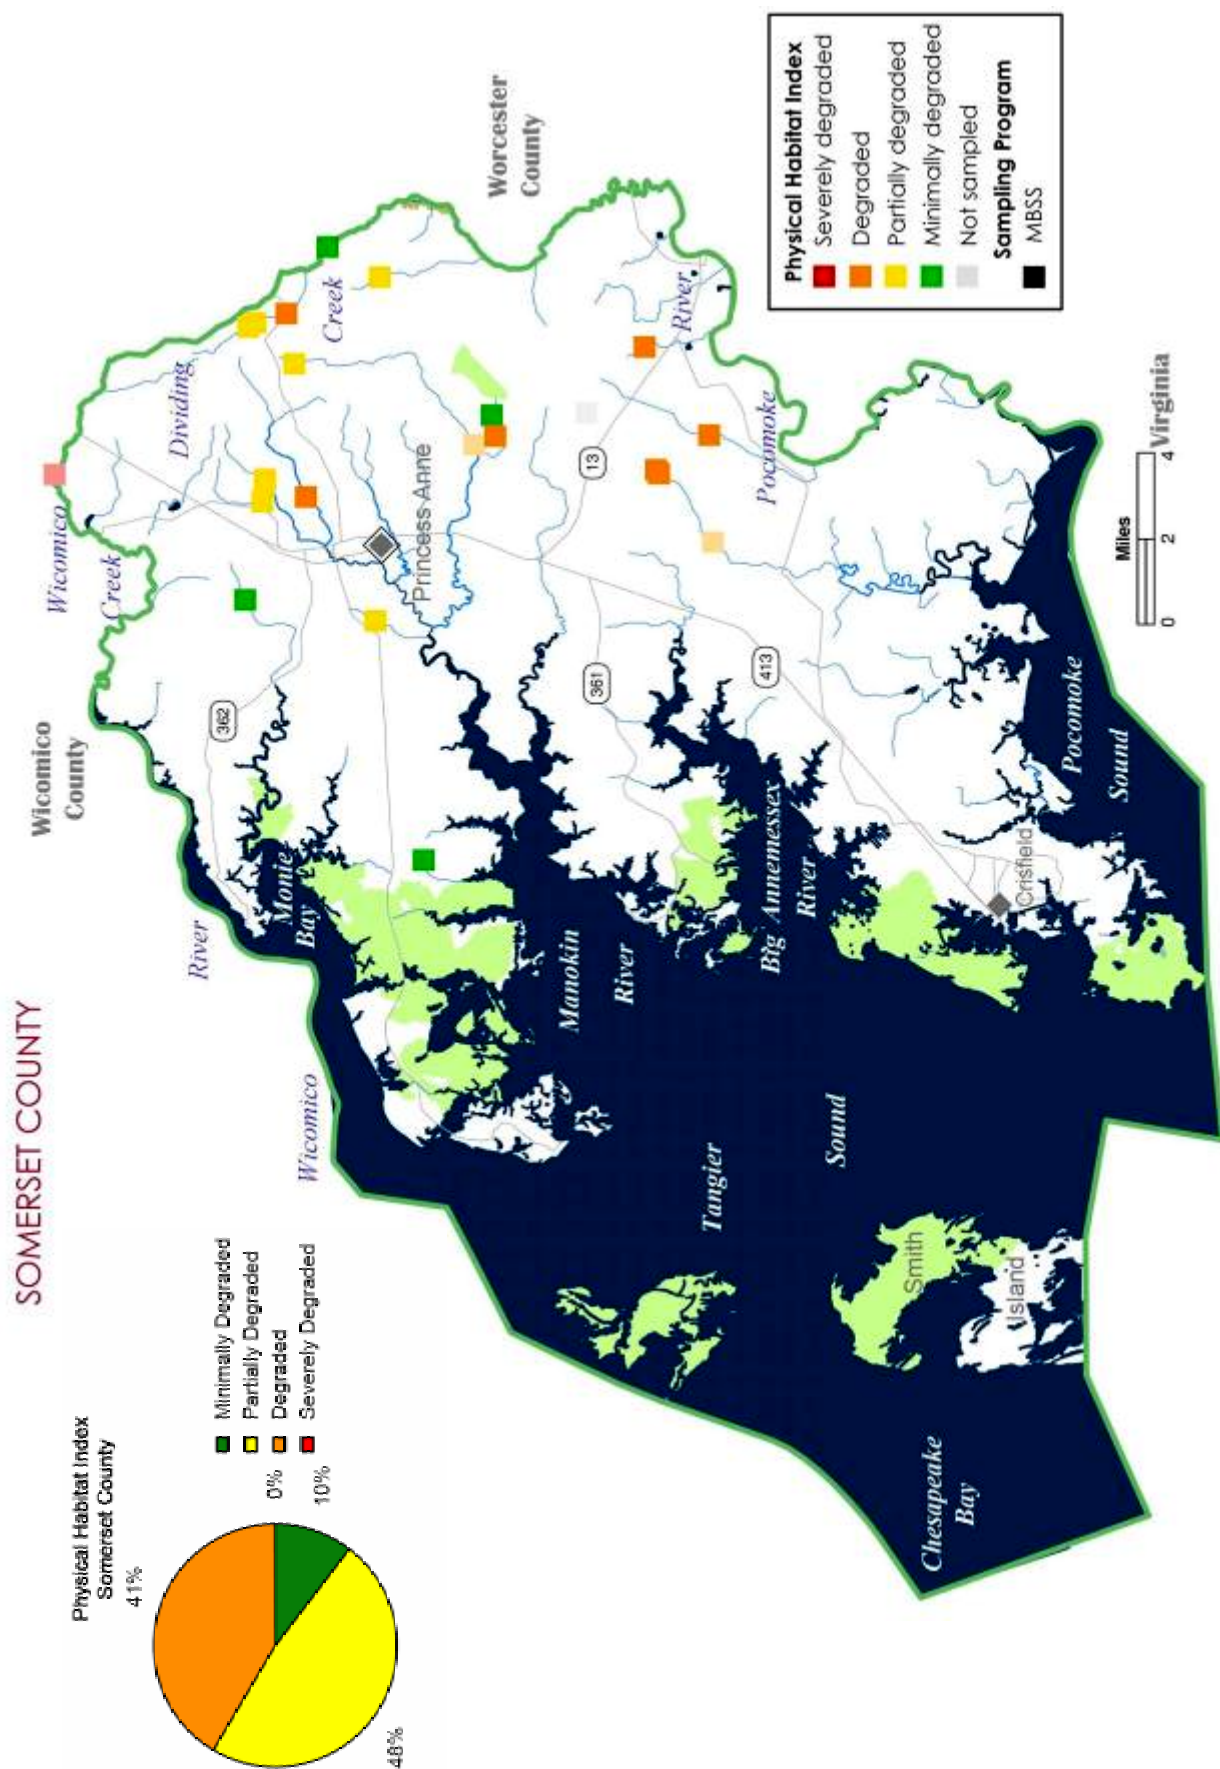 SOMERSET COUNTY
Physical Habitat Index
Somerset County
41%
48%
0%
10%
Minimally Degraded
Partially Degraded
Degraded
Severely Degraded
Wicomico
County
Worcester
County
Virginia
Wicomico
River
Wicomico
Creek
Dividing
Creek
Monie
Bay
Princess Anne
Manokin
River
Big Annemessex
River
Pocomoke
River
Tangier
Sound
Pocomoke
Sound
Crisfield
Smith
Island
Chesapeake
Bay
362
361
413
13
Physical Habitat Index
Severely degraded
Degraded
Partially degraded
Minimally degraded
Not sampled
Sampling Program
MBSS
Miles
0 2 4